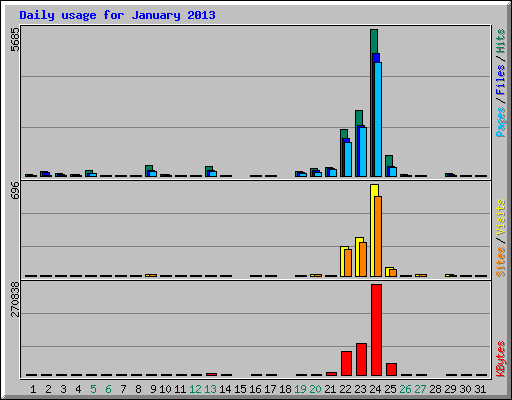 Daily usage for January 2013
5685
Pages/Files/Hits
696
Sites/Visits
270838
KBytes
1 2 3 4 5 6 7 8 9 10 11 12 13 14 15 16 17 18 19 20 21 22 23 24 25 26 27 28 29 30 31